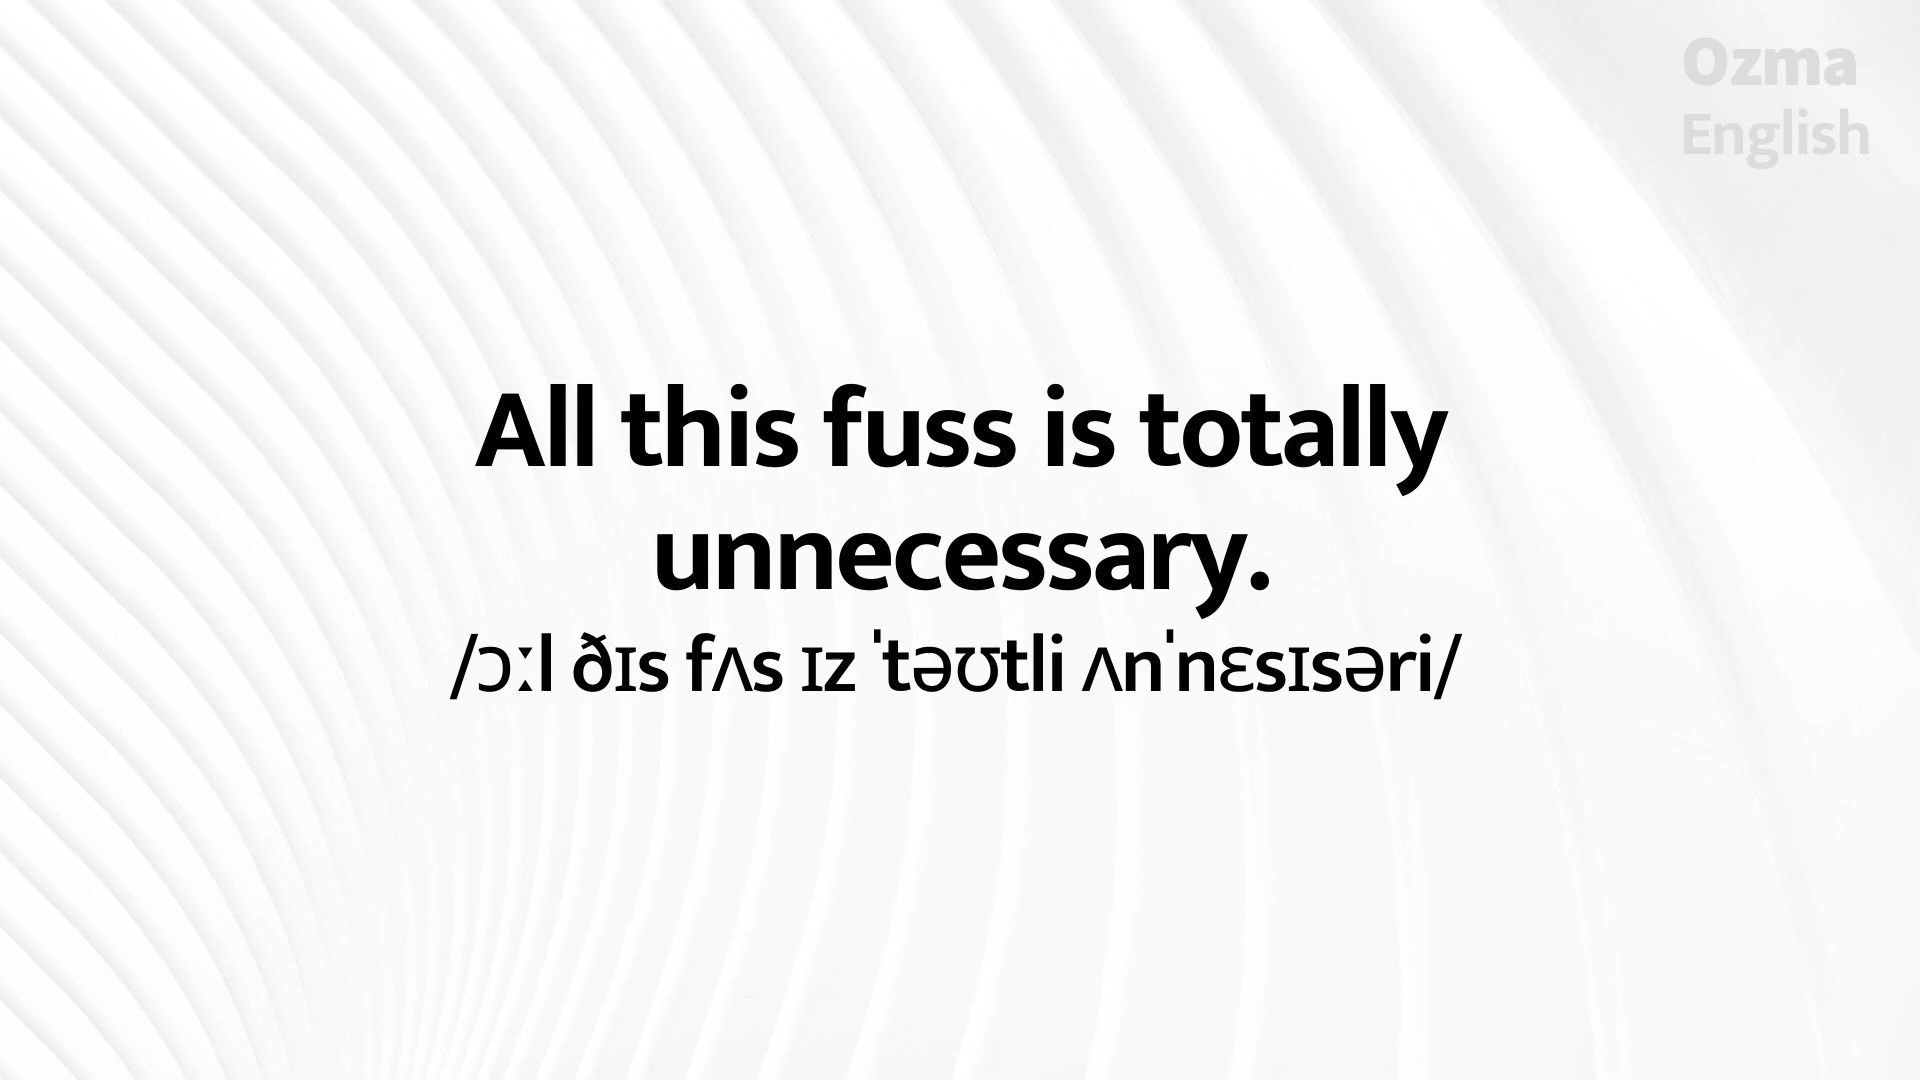 Ozma
English
All this fuss is totally
unnecessary.
/ɔːl ðɪs fʌs ɪz ˈtəʊtli ʌnˈnɛsɪsəri/